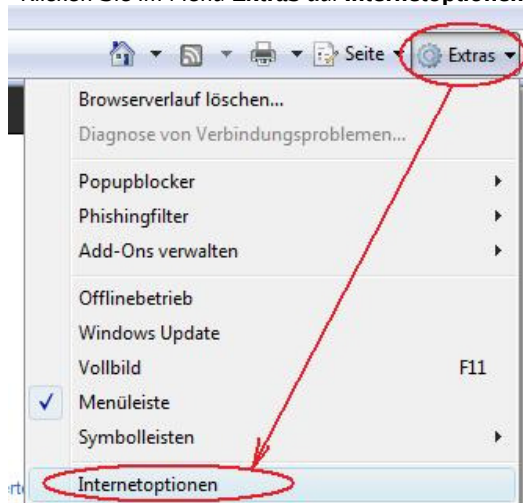 Klicken Sie im Menü Extras auf Internetoptionen
Seite Extras
Browserverlauf löschen...
Diagnose von Verbindungsproblemen...
Popupblocker
Phishingfilter
Add-Ons verwalten
Offlinebetrieb
Windows Update
Vollbild F11
Menüleiste
Symbolleisten
Internetoptionen